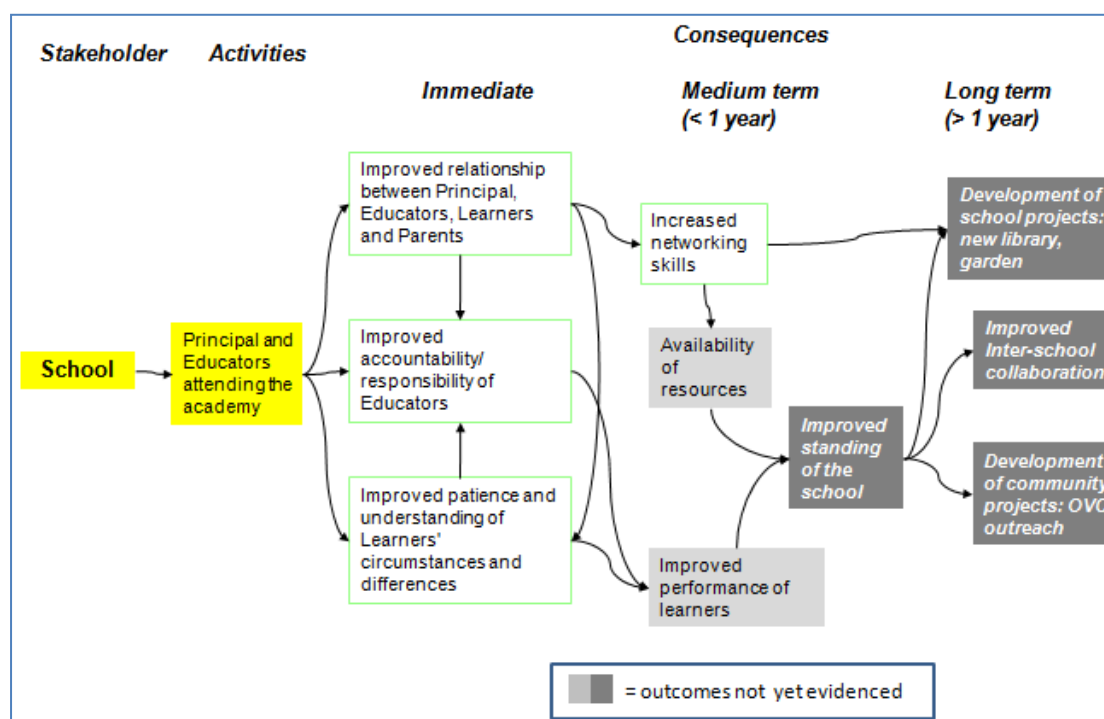 Consequences
Stakeholder Activities
Immediate
Medium term
(< 1 year)
Long term
(> 1 year)
School
Principal and
Educators
attending the
academy
Improved relationship
between Principal,
Educators, Learners
and Parents
Improved
accountability/
responsibility of
Educators
Improved patience and
understanding of
Learners'
circumstances and
differences
Increased
networking
skills
Availability
of
resources
Improved
performance of
learners
Improved
standing
of the
school
Development of
school projects:
new library,
garden
Improved
Inter-school
collaboration
Development
of community
projects: OVC
outreach
= outcomes not yet evidenced